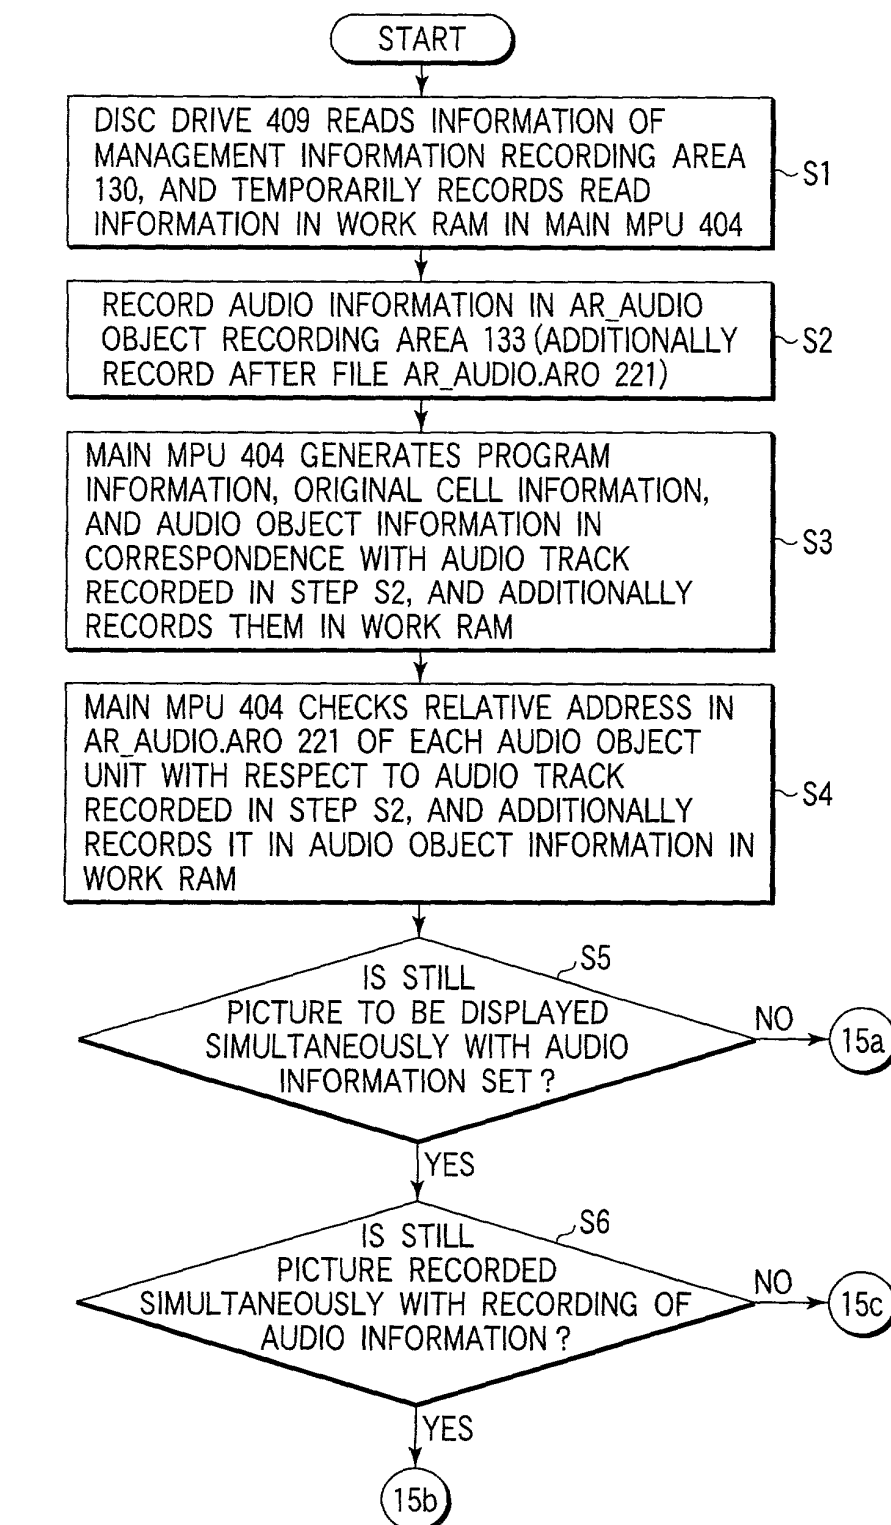 START
DISC DRIVE 409 READS INFORMATION OF
MANAGEMENT INFORMATION RECORDING AREA
130, AND TEMPORARILY RECORDS READ
INFORMATION IN WORK RAM IN MAIN MPU 404
S1
RECORD AUDIO INFORMATION IN AR_AUDIO
OBJECT RECORDING AREA 133 (ADDITIONALLY
RECORD AFTER FILE AR_AUDIO.ARO 221)
S2
MAIN MPU 404 GENERATES PROGRAM
INFORMATION, ORIGINAL CELL INFORMATION,
AND AUDIO OBJECT INFORMATION IN
CORRESPONDENCE WITH AUDIO TRACK
RECORDED IN STEP S2, AND ADDITIONALLY
RECORDS THEM IN WORK RAM
S3
MAIN MPU 404 CHECKS RELATIVE ADDRESS IN
AR_AUDIO.ARO 221 OF EACH AUDIO OBJECT
UNIT WITH RESPECT TO AUDIO TRACK
RECORDED IN STEP S2, AND ADDITIONALLY
RECORDS IT IN AUDIO OBJECT INFORMATION IN
WORK RAM
S4
S5
IS STILL
PICTURE TO BE DISPLAYED
SIMULTANEOUSLY WITH AUDIO
INFORMATION SET?
NO
15a
YES
S6
IS STILL
PICTURE RECORDED
SIMULTANEOUSLY WITH RECORDING OF
AUDIO INFORMATION?
NO
15c
YES
15b